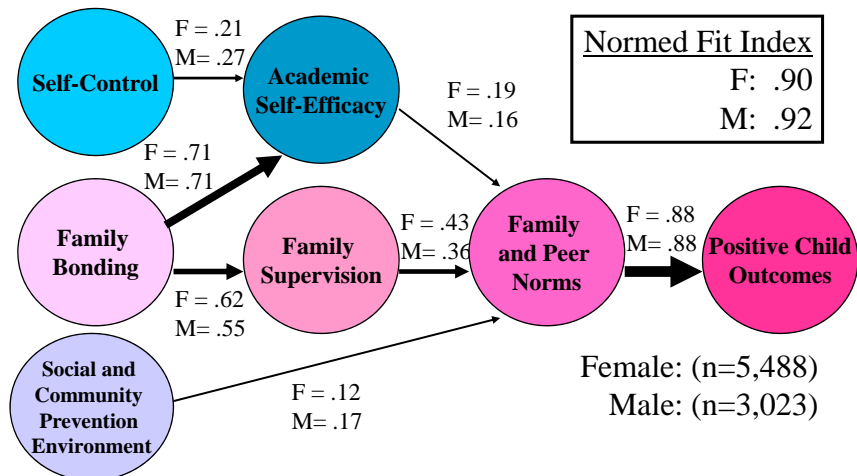 F = .21
M= .27
Self-Control
Academic
Self-Efficacy
F = .19
M= .16
Normed Fit Index
F: .90
M: .92
F = .71
M= .71
Family
Bonding
F = .62
M= .55
Family
Supervision
F = .43
M= .36
Family
and Peer
Norms
F = .88
M= .88
Positive Child
Outcomes
Social and
Community
Prevention
Environment
F = .12
M= .17
Female: (n=5,488)
Male: (n=3,023)